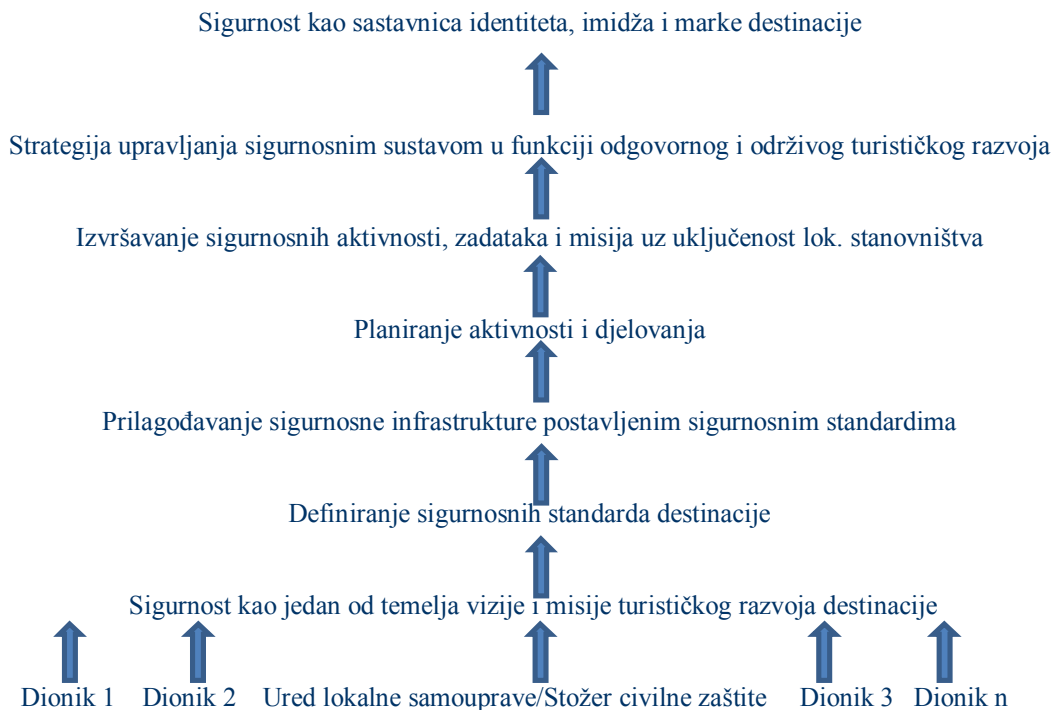 Sigurnost kao sastavnica identiteta, imidža i marke destinacije
Strategija upravljanja sigurnosnim sustavom u funkciji odgovornog i održivog turističkog razvoja
Izvršavanje sigurnosnih aktivnosti, zadataka i misija uz uključenost lok. stanovništva
Planiranje aktivnosti i djelovanja
Prilagođavanje sigurnosne infrastrukture postavljenim sigurnosnim standardima
Definiranje sigurnosnih standarda destinacije
Sigurnost kao jedan od temelja vizije i misije turističkog razvoja destinacije
Dionik 1 Dionik 2 Ured lokalne samouprave/Stožer civilne zaštite Dionik 3 Dionik n